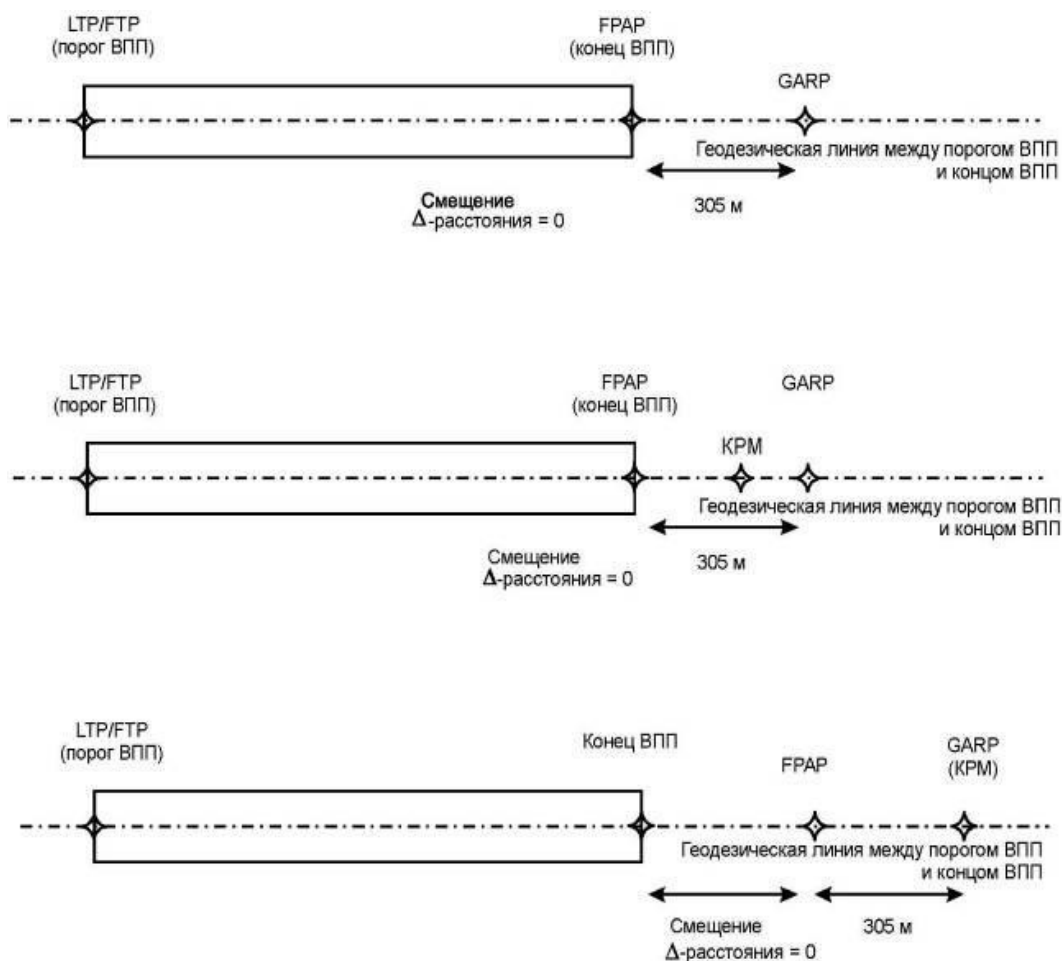 LTP/FTP
(порог ВПП)
FPAP
(конец ВПП)
GARP
Геодезическая линия между порогом ВПП
и концом ВПП
Смещение
Δ-расстояния = 0
305 м
LTP/FTP
(порог ВПП)
FPAP
(конец ВПП)
GARP
КРМ
Геодезическая линия между порогом ВПП
и концом ВПП
Смещение
Δ-расстояния = 0
305 м
LTP/FTP
(порог ВПП)
Конец ВПП
FPAP
GARP
(КРМ)
Геодезическая линия между порогом ВПП
и концом ВПП
Смещение
Δ-расстояния = 0
305 м